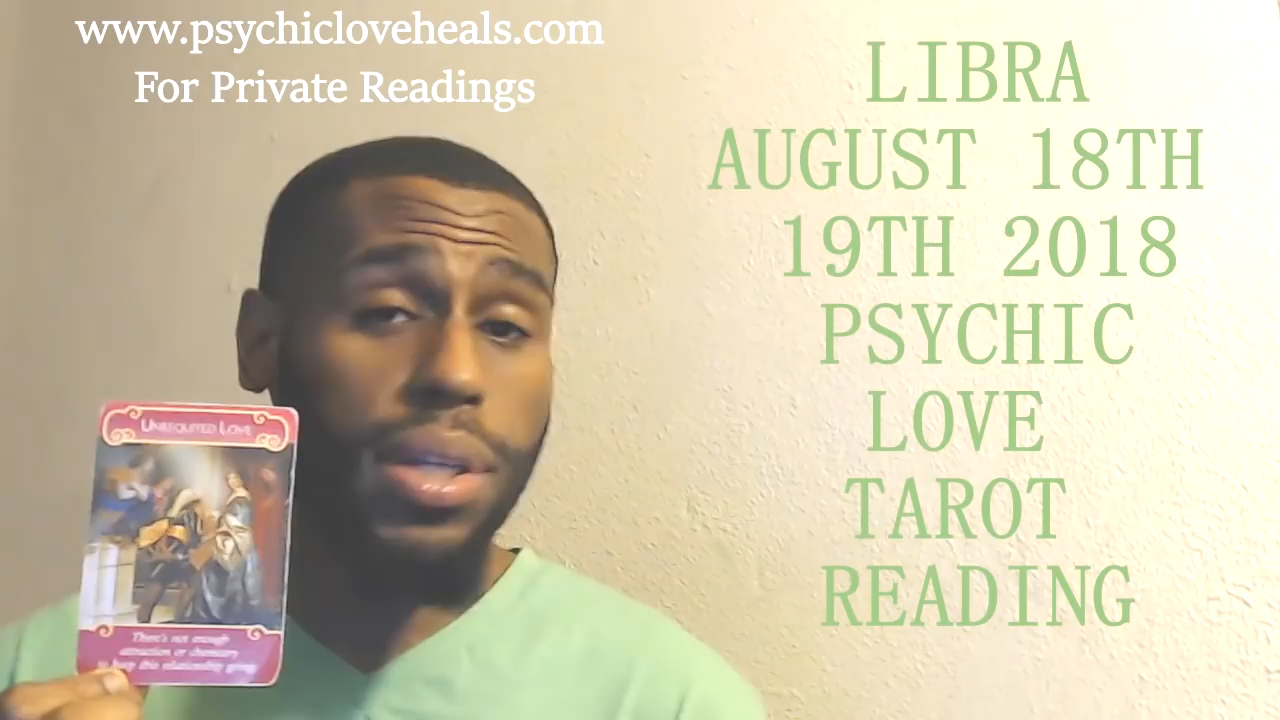 www.psychicloveheals.com
For Private Readings
LIBRA
AUGUST 18TH
19TH 2018
PSYCHIC
LOVE
TAROT
READING
UNREQUITED LOVE
There's not enough
attraction or chemistry
to keep this relationship going